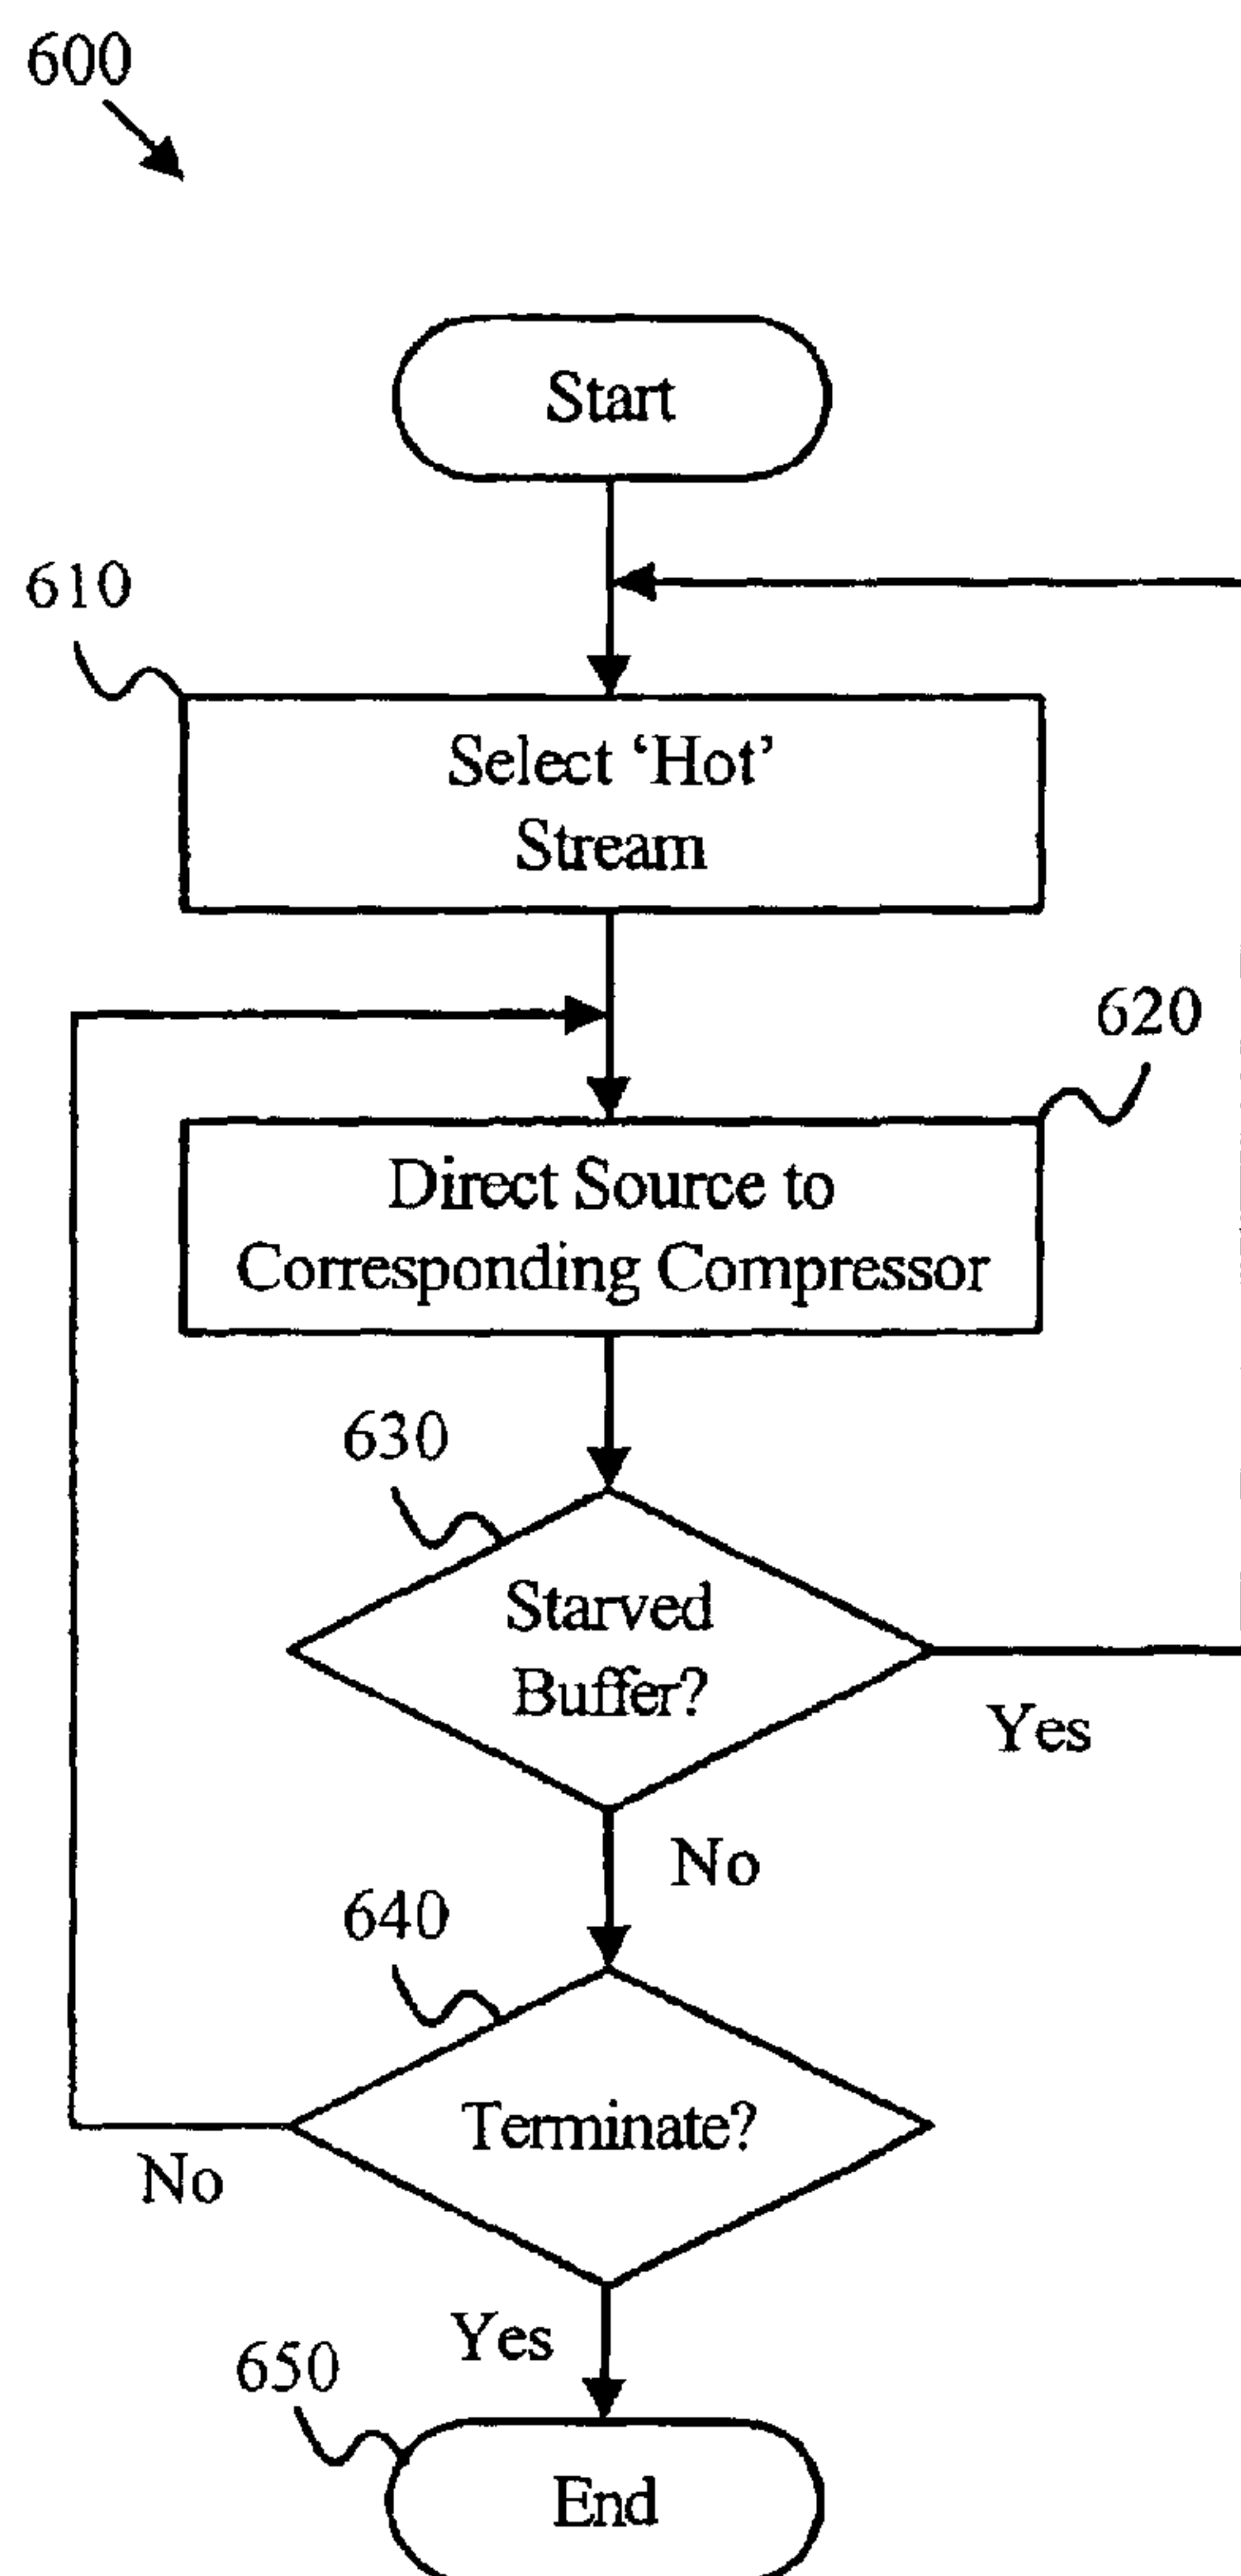 600
Start
610
Select ‘Hot’
Stream
620
Direct Source to
Corresponding Compressor
630
Starved
Buffer?
Yes
No
640
Terminate?
No
Yes
650
End